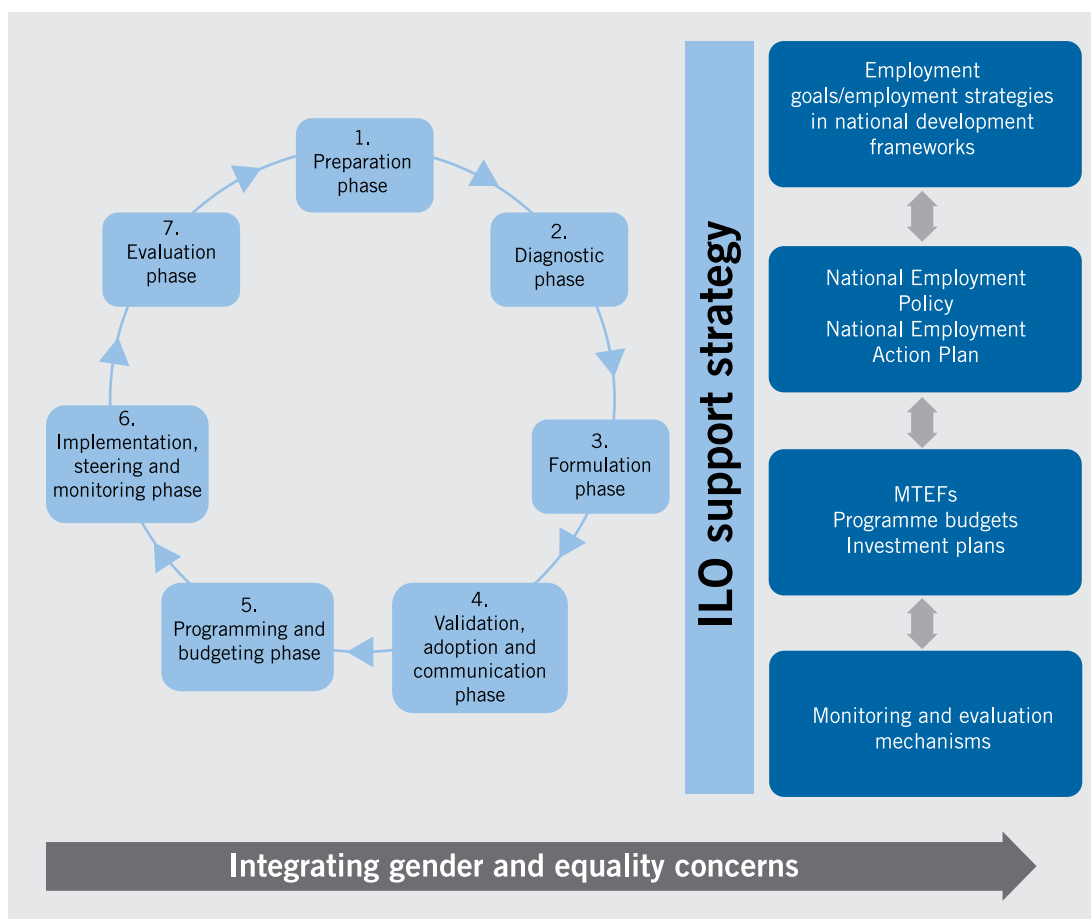 1.
Preparation
phase
2.
Diagnostic
phase
3.
Formulation
phase
4.
Validation,
adoption and
communication
phase
5.
Programming and
budgeting phase
6.
Implementation,
steering and
monitoring phase
7.
Evaluation
phase
ILO support strategy
Employment
goals/employment strategies
in national development
frameworks
National Employment
Policy
National Employment
Action Plan
MTEFs
Programme budgets
Investment plans
Monitoring and evaluation
mechanisms
Integrating gender and equality concerns